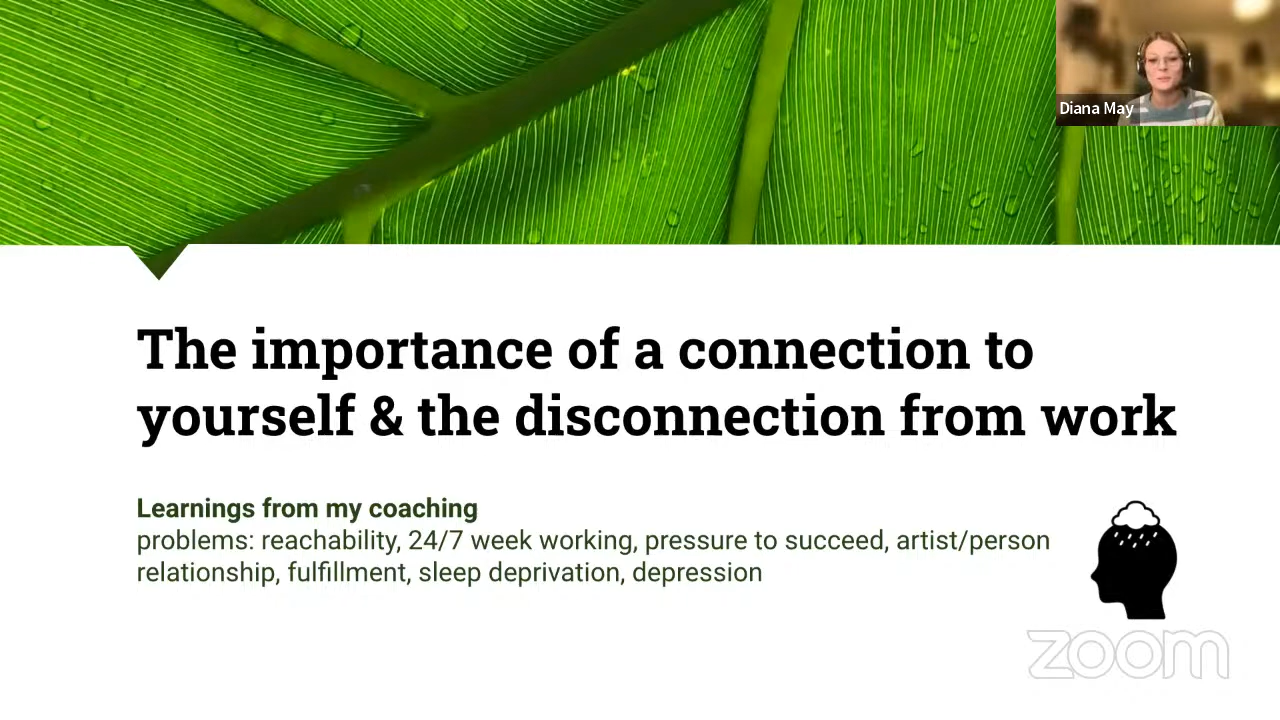 Diana May
The importance of a connection to
yourself & the disconnection from work
Learnings from my coaching
problems: reachability, 24/7 week working, pressure to succeed, artist/person
relationship, fulfillment, sleep deprivation, depression
zoom